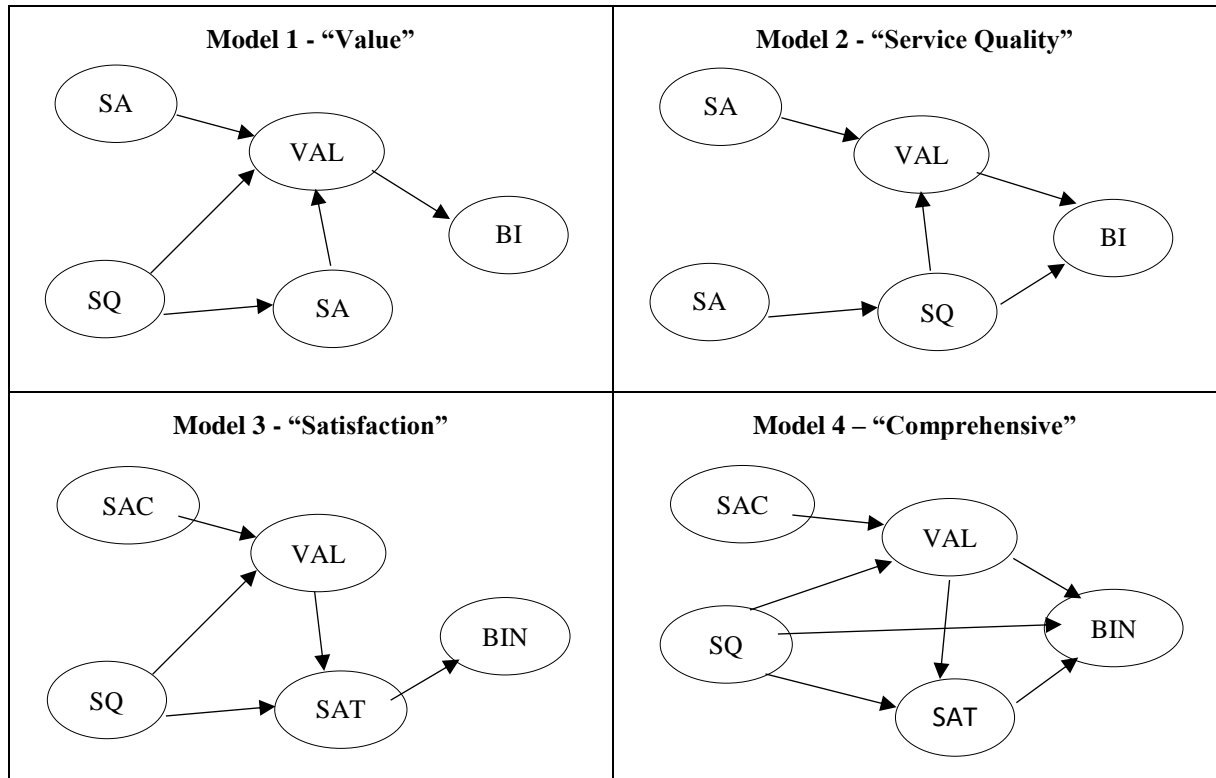 Model 1 - “Value”
SA
VAL
BI
SQ
SA
Model 2 - “Service Quality”
SA
VAL
BI
SA
SQ
Model 3 - “Satisfaction”
SAC
VAL
BIN
SQ
SAT
Model 4 – “Comprehensive”
SAC
VAL
BIN
SQ
SAT